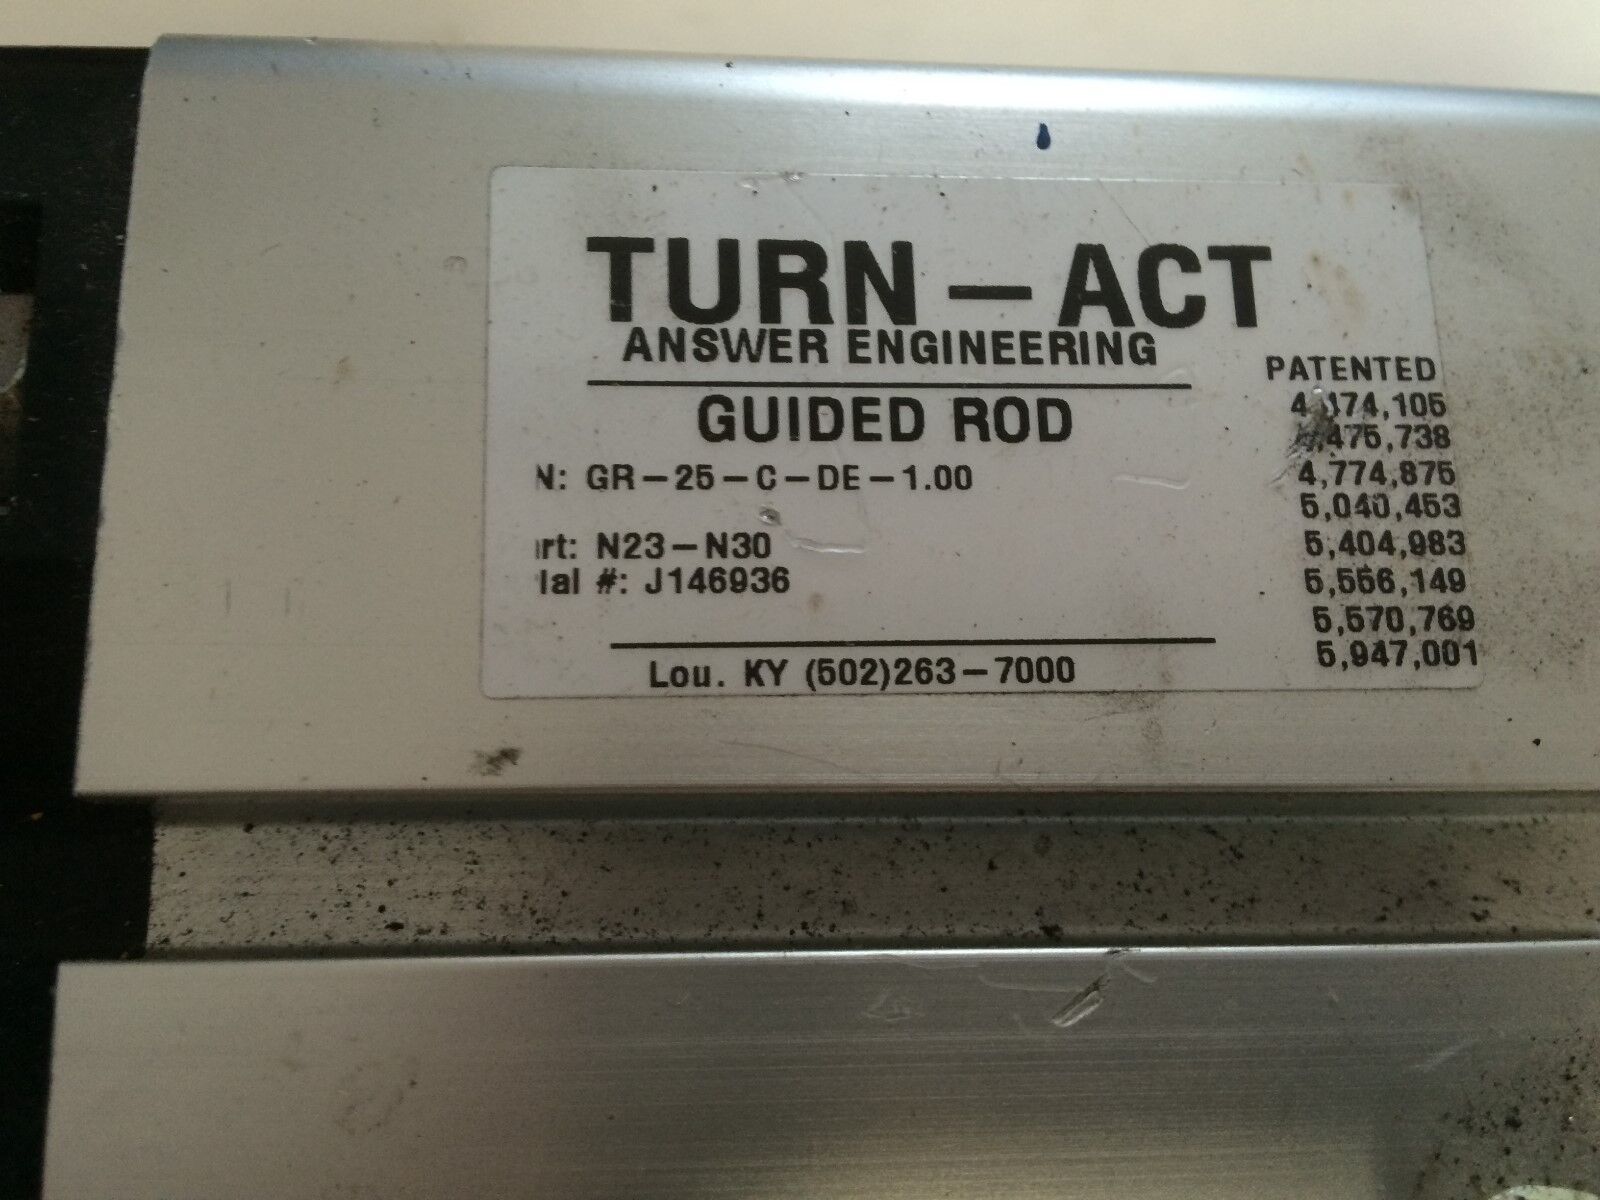 TURN-ACT
ANSWER ENGINEERING
GUIDED ROD
N: GR-25-C-DE-1.00
rt: N23-N30
ial #: J146936
Lou. KY (502)263-7000
PATENTED
4,774,875
5,040,453
5,404,983
5,556,149
5,570,769
5,947,001